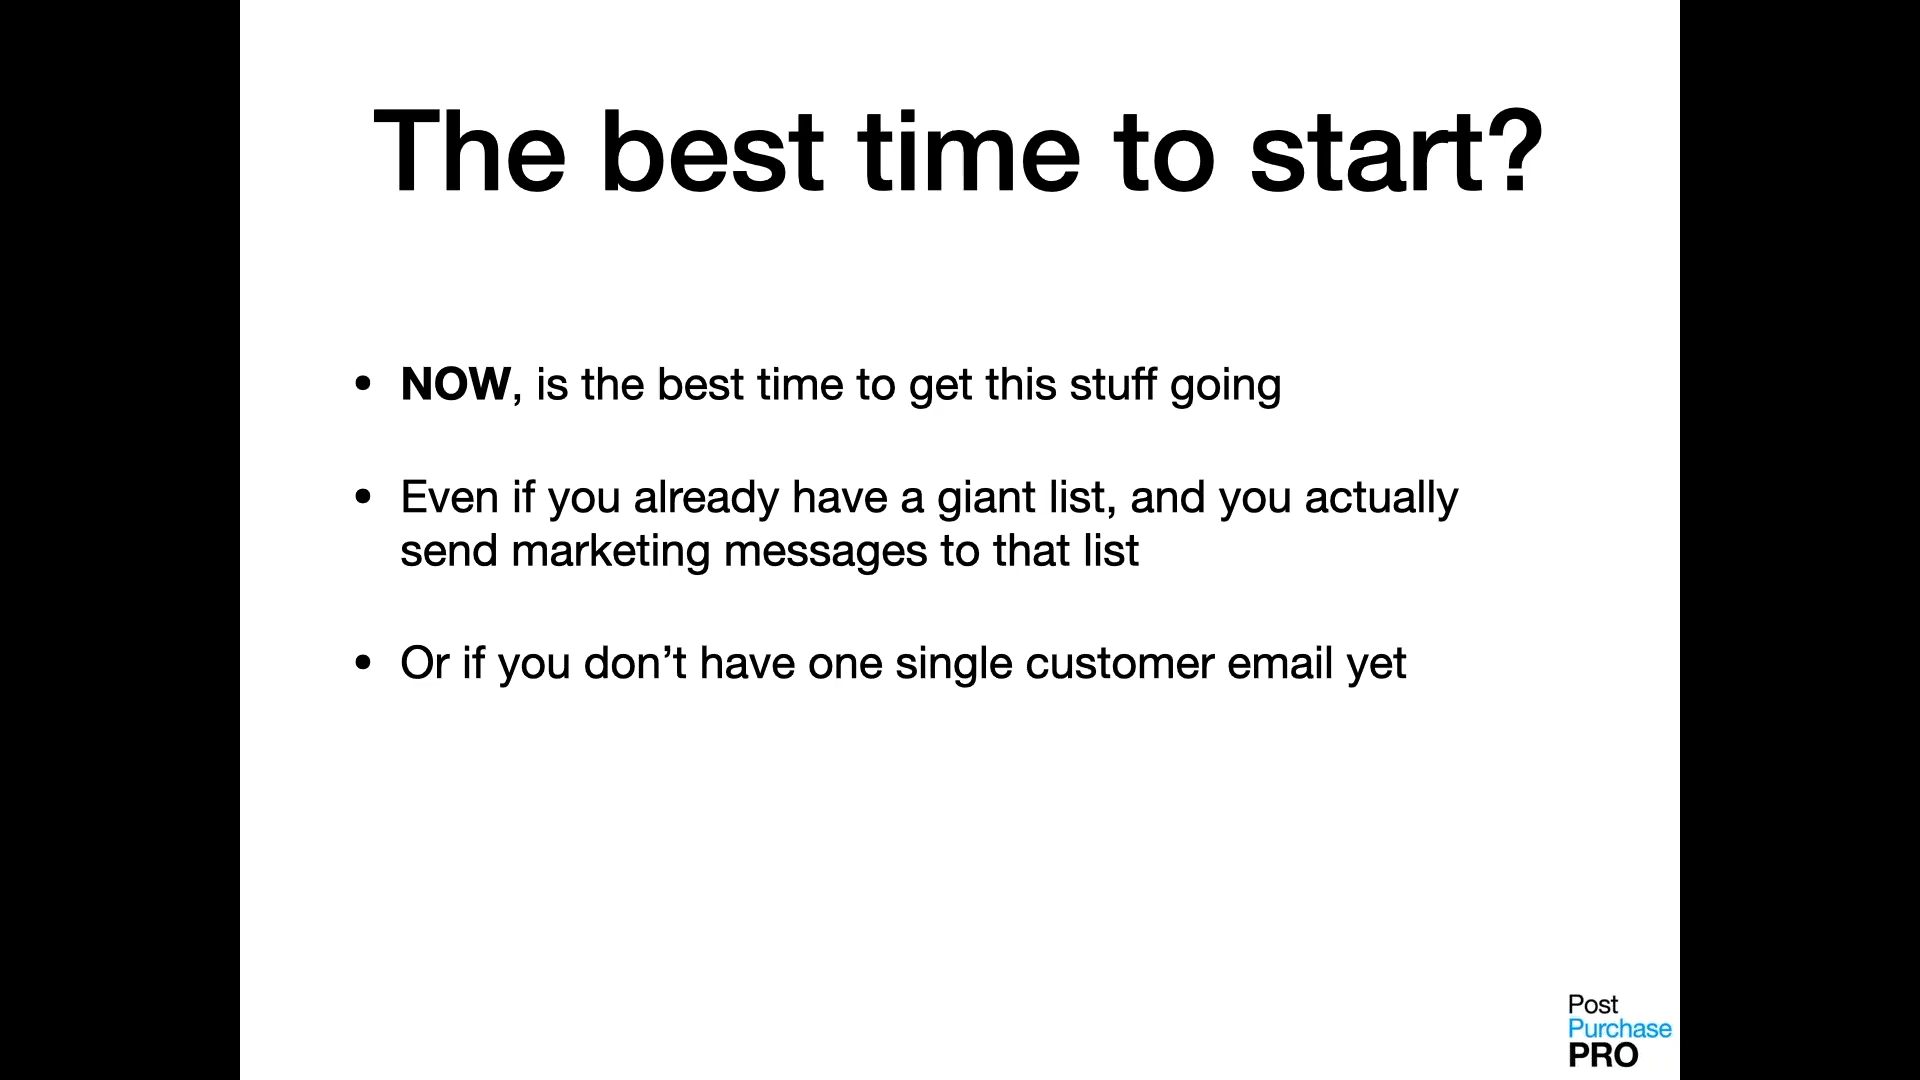 The best time to start?
• NOW, is the best time to get this stuff going
• Even if you already have a giant list, and you actually
send marketing messages to that list
• Or if you don’t have one single customer email yet
Post
Purchase
PRO